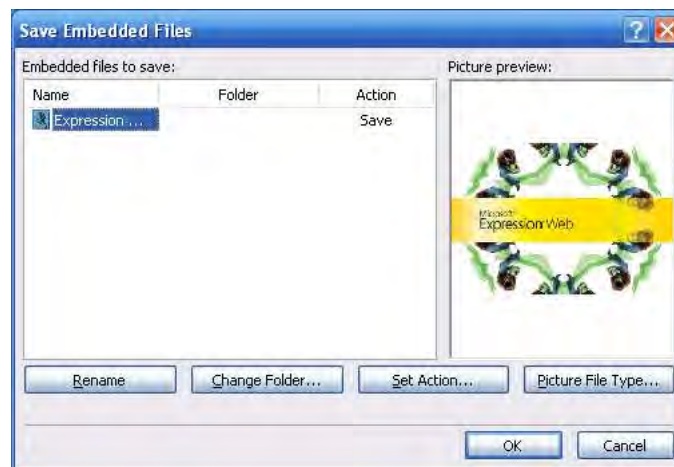 Save Embedded Files
Embedded files to save:
Picture preview:
Name Folder Action
Expression ... Save
Microsoft
Expression Web
Rename Change Folder... Set Action... Picture File Type...
OK Cancel